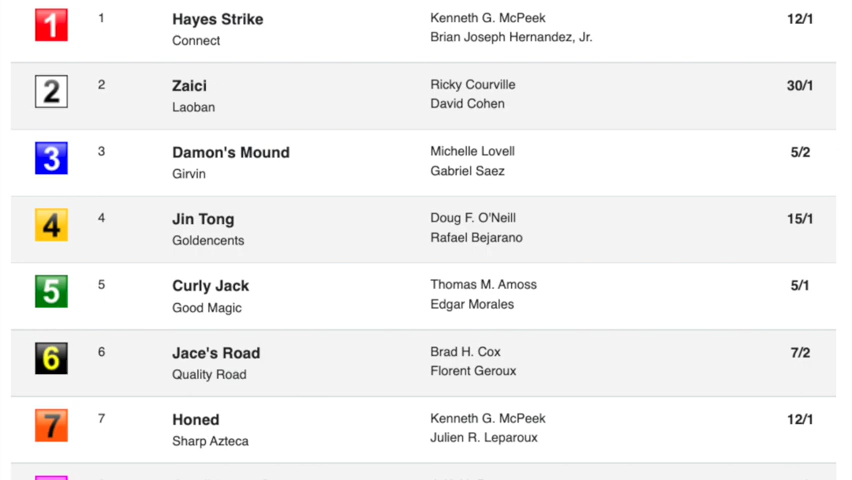 1 1 Hayes Strike Kenneth G. McPeek 12/1
Connect Brian Joseph Hernandez, Jr.
2 2 Zaici Ricky Courville 30/1
Laoban David Cohen
3 3 Damon's Mound Michelle Lovell 5/2
Girvin Gabriel Saez
4 4 Jin Tong Doug F. O'Neill 15/1
Goldencents Rafael Bejarano
5 5 Curly Jack Thomas M. Amoss 5/1
Good Magic Edgar Morales
6 6 Jace's Road Brad H. Cox 7/2
Quality Road Florent Geroux
7 7 Honed Kenneth G. McPeek 12/1
Sharp Azteca Julien R. Leparoux